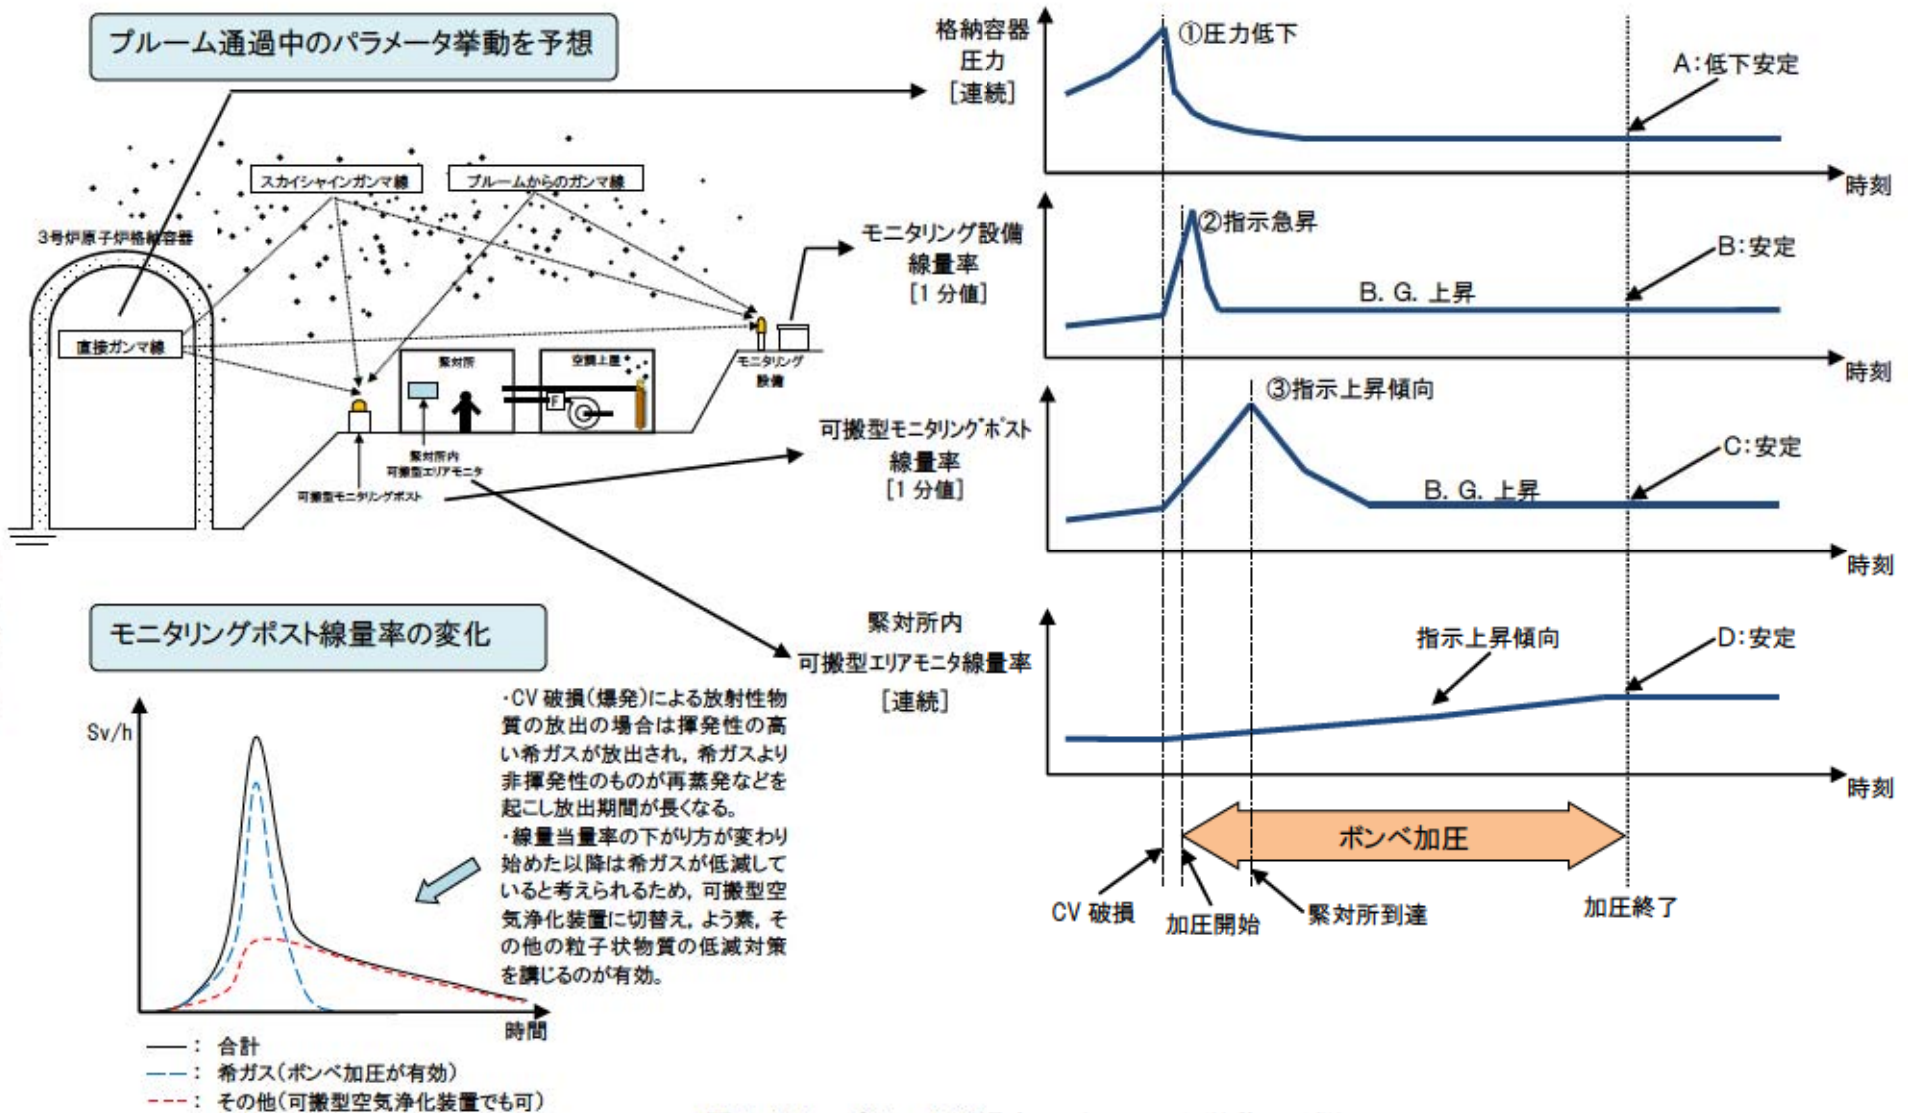 プルーム通過中のパラメータ挙動を予想
スカイシャインガンマ線
プルームからのガンマ線
3号炉原子炉格納容器
直接ガンマ線
緊対所
空調上屋
F
モニタリング
設備
緊対所内
可搬型エリアモニタ
可搬型モニタリングポスト
格納容器
圧力
[連続]
①圧力低下
A:低下安定
時刻
モニタリング設備
線量率
[1分値]
②指示急昇
B.G.上昇
B:安定
時刻
可搬型モニタリングポスト
線量率
[1分値]
③指示上昇傾向
B.G.上昇
C:安定
時刻
緊対所内
可搬型エリアモニタ線量率
[連続]
指示上昇傾向
D:安定
時刻
ボンベ加圧
CV破損
加圧開始
緊対所到達
加圧終了
モニタリングポスト線量率の変化
Sv/h
時間
・CV破損(爆発)による放射性物
質の放出の場合は揮発性の高
い希ガスが放出され,希ガスより
非揮発性のものが再蒸発などを
起こし放出期間が長くなる。
・線量当量率の下がり方が変わり
始めた以降は希ガスが低減して
いると考えられるため,可搬型空
気浄化装置に切替え,よう素,そ
の他の粒子状物質の低減対策
を講じるのが有効。
: 合計
: 希ガス(ボンベ加圧が有効)
: その他(可搬型空気浄化装置でも可)